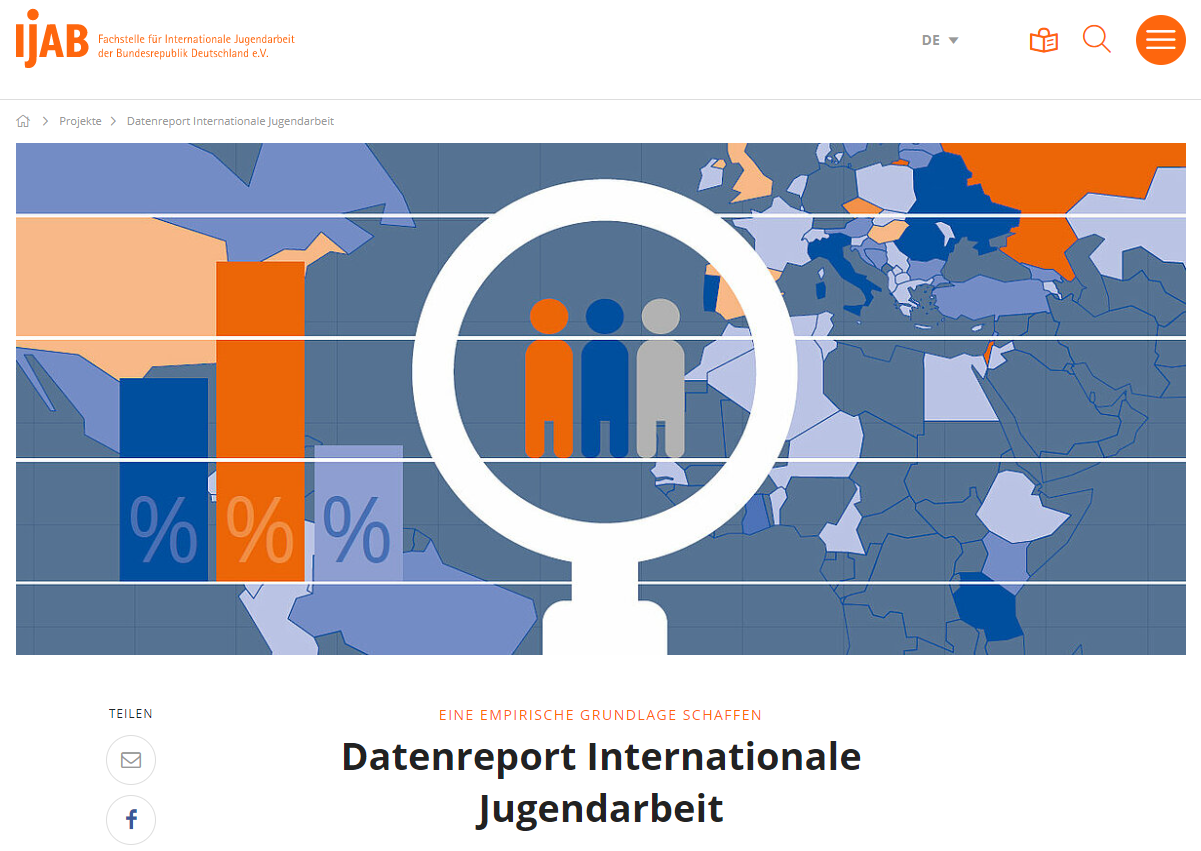 IJAB
Fachstelle für Internationale Jugendarbeit
der Bundesrepublik Deutschland e.V.
DE
Projekte
Datenreport Internationale Jugendarbeit
% % %
TEILEN
EINE EMPIRISCHE GRUNDLAGE SCHAFFEN
Datenreport Internationale
Jugendarbeit